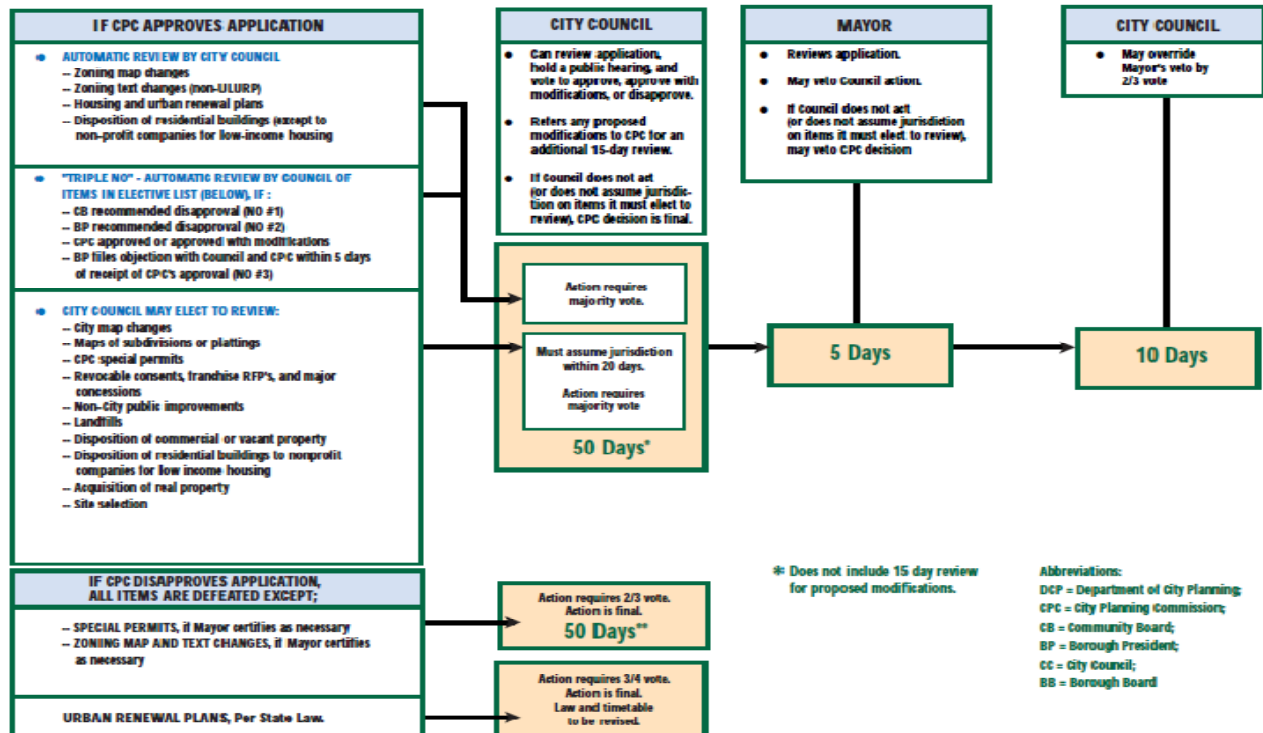 IF CPC APPROVES APPLICATION
● AUTOMATIC REVIEW BY CITY COUNCIL
-- Zoning map changes
-- Zoning text changes (non-ULURP)
-- Housing and urban renewal plans
-- Disposition of residential buildings (except to
non-profit companies for low-income housing
● "TRIPLE NO" - AUTOMATIC REVIEW BY COUNCIL OF
ITEMS IN ELECTIVE LIST (BELOW), IF :
-- CB recommended disapproval (NO #1)
-- BP recommended disapproval (NO #2)
-- CPC approved or approved with modifications
-- BP files objection with Council and CPC within 5 days
of receipt of CPC's approval (NO #3)
● CITY COUNCIL MAY ELECT TO REVIEW:
-- City map changes
-- Maps of subdivisions or plattings
-- CPC special permits
-- Revocable consents, franchise RFP's, and major
concessions
-- Non-City public improvements
-- Landfills
-- Disposition of commercial or vacant property
-- Disposition of residential buildings to nonprofit
companies for low income housing
-- Acquisition of real property
-- Site selection
CITY COUNCIL
● Can review application,
hold a public hearing, and
vote to approve, approve with
modifications, or disapprove.
● Refers any proposed
modifications to CPC for an
additional 15-day review.
● If Council does not act
(or does not assume jurisdic-
tion on items it must elect to
review), CPC decision is final.
Action requires
majority vote.
Must assume jurisdiction
within 20 days.
Action requires
majority vote
50 Days*
MAYOR
● Reviews application.
● May veto Council action.
● If Council does not act
(or does not assume jurisdiction
on items it must elect to review),
may veto CPC decision
5 Days
CITY COUNCIL
● May override
Mayor's veto by
2/3 vote
10 Days
IF CPC DISAPPROVES APPLICATION,
ALL ITEMS ARE DEFEATED EXCEPT;
-- SPECIAL PERMITS, if Mayor certifies as necessary
-- ZONING MAP AND TEXT CHANGES, if Mayor certifies
as necessary
URBAN RENEWAL PLANS, Per State Law.
Action requires 2/3 vote.
Action is final.
50 Days**
Action requires 3/4 vote.
Action is final.
Law and timetable
to be revised.
* Does not include 15 day review
for proposed modifications.
Abbreviations:
DCP = Department of City Planning;
CPC = City Planning Commission;
CB = Community Board;
BP = Borough President;
CC = City Council;
BB = Borough Board